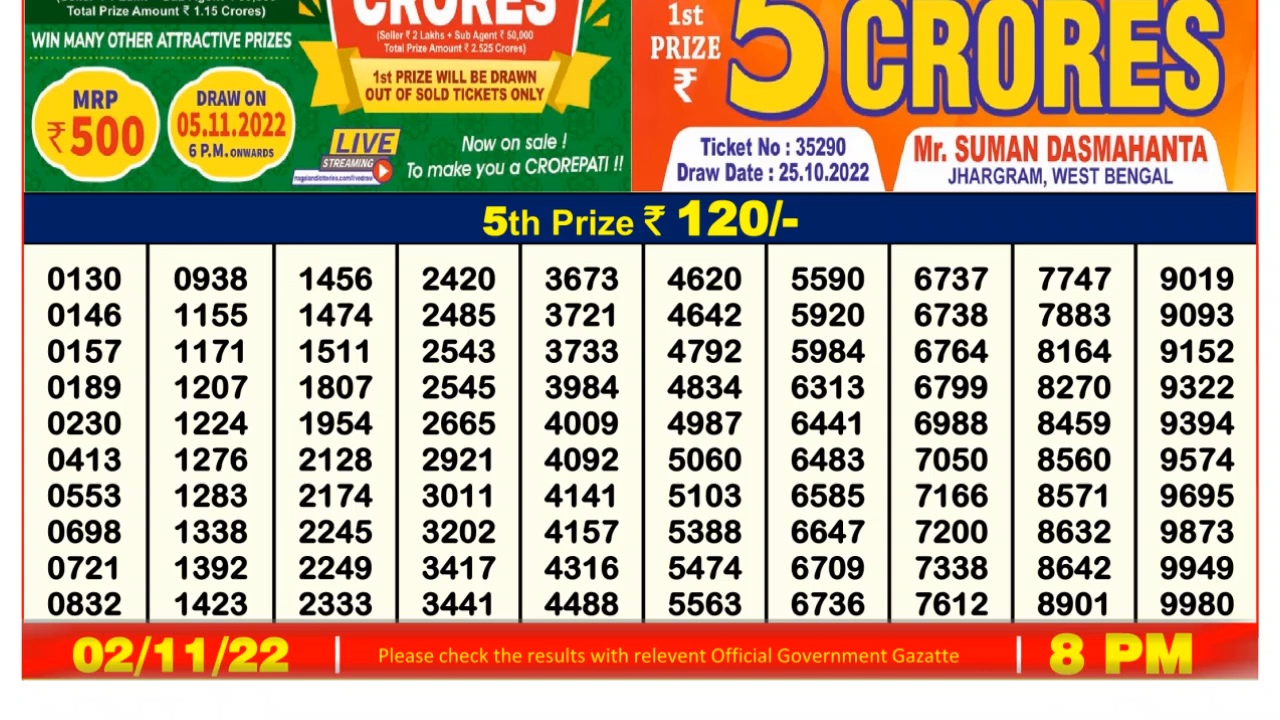 Total Prize Amount ₹ 1.15 Crores)
WIN MANY OTHER ATTRACTIVE PRIZES
MRP
₹500
DRAW ON
05.11.2022
6 P.M. ONWARDS
CRORES
(Seller ₹ 2 Lakhs + Sub Agent ₹ 50,000
Total Prize Amount ₹ 2.525 Crores)
1st PRIZE WILL BE DRAWN
OUT OF SOLD TICKETS ONLY
LIVE
STREAMING
Now on sale !
To make you a CROREPATI !!
1st
PRIZE
₹
5 CRORES
Ticket No : 35290
Draw Date : 25.10.2022
Mr. SUMAN DASMAHANTA
JHARGRAM, WEST BENGAL
5th Prize ₹ 120/-
0130 0938 1456 2420 3673 4620 5590 6737 7747 9019
0146 1155 1474 2485 3721 4642 5920 6738 7883 9093
0157 1171 1511 2543 3733 4792 5984 6764 8164 9152
0189 1207 1807 2545 3984 4834 6313 6799 8270 9322
0230 1224 1954 2665 4009 4987 6441 6988 8459 9394
0413 1276 2128 2921 4092 5060 6483 7050 8560 9574
0553 1283 2174 3011 4141 5103 6585 7166 8571 9695
0698 1338 2245 3202 4157 5388 6647 7200 8632 9873
0721 1392 2249 3417 4316 5474 6709 7338 8642 9949
0832 1423 2333 3441 4488 5563 6736 7612 8901 9980
02/11/22
Please check the results with relevent Official Government Gazatte
8 PM